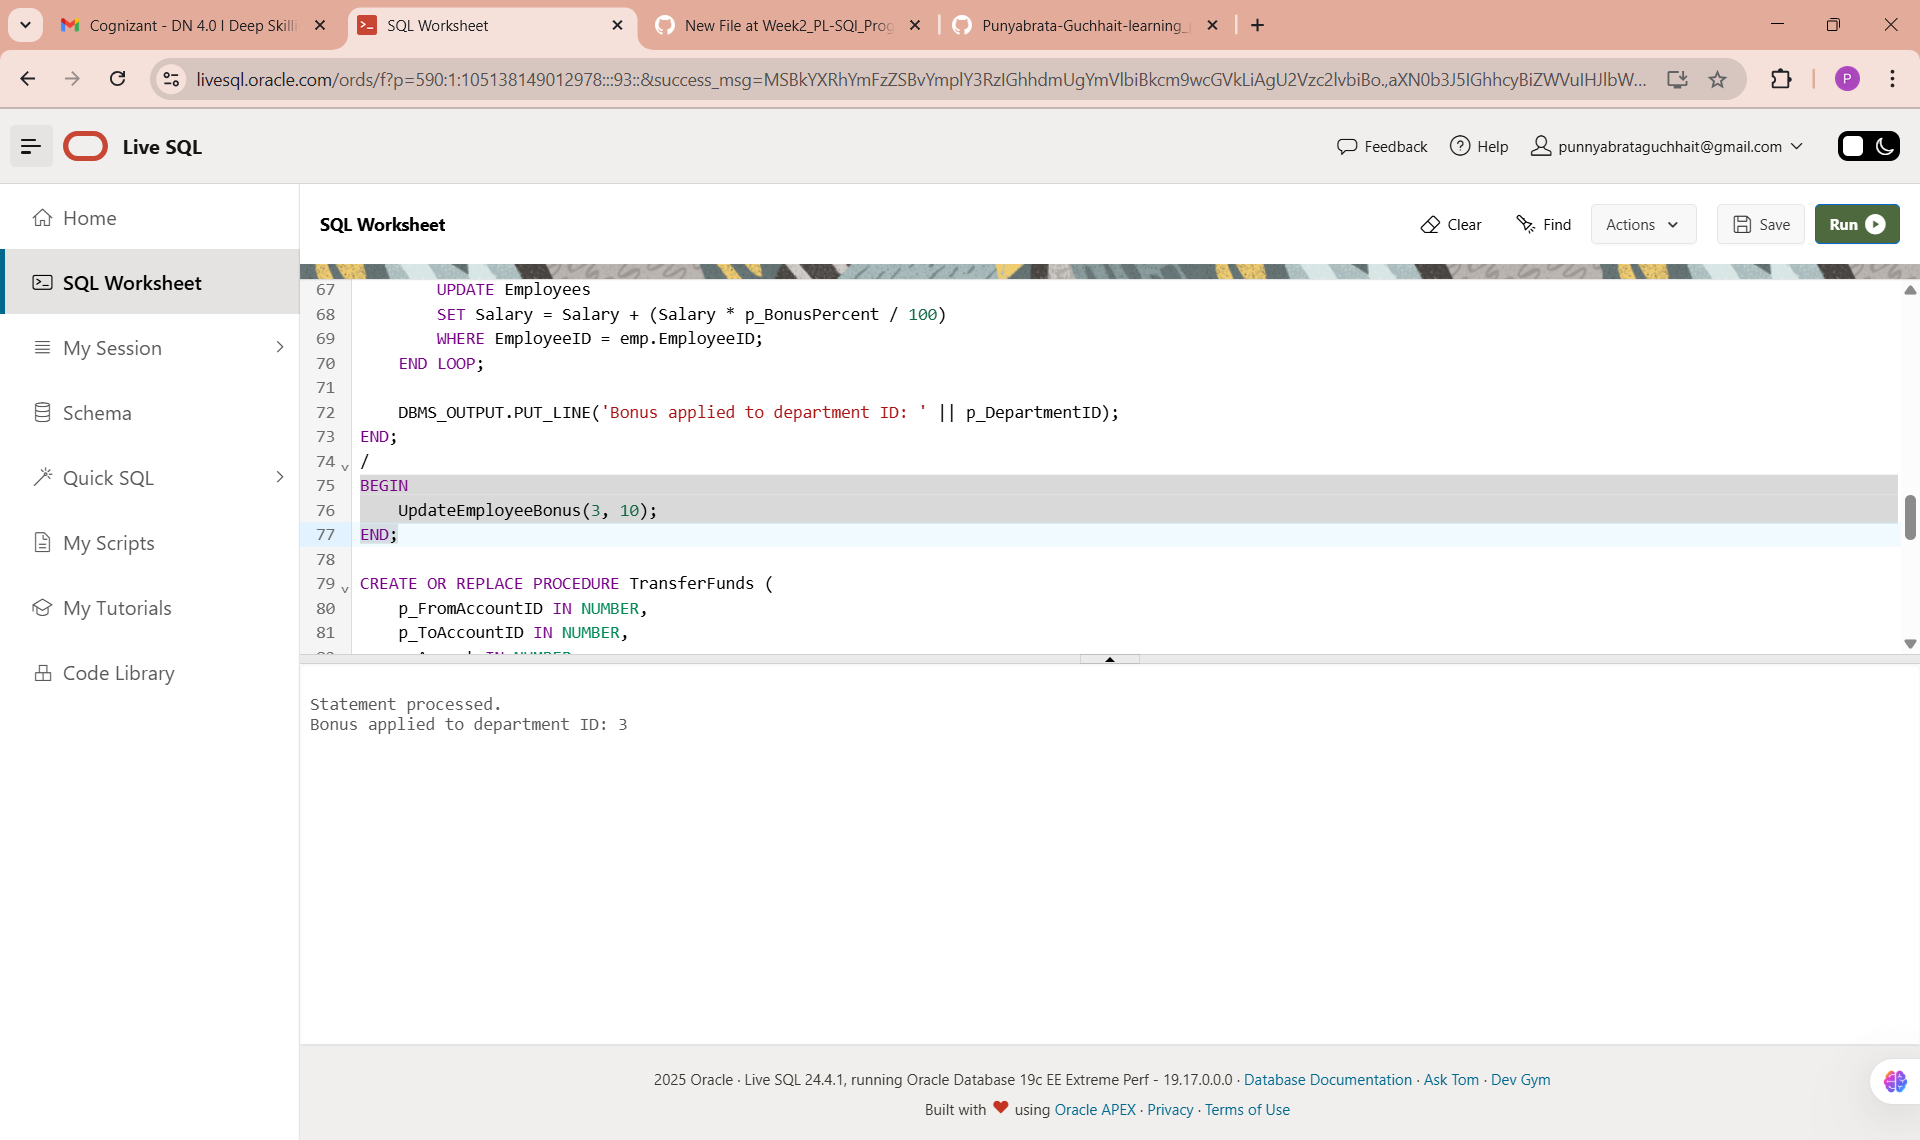 Cognizant - DN 4.0 I Deep Skilli
SQL Worksheet
New File at Week2_PL-SQl_Prog
Punyabrata-Guchhait-learning_
livesql.oracle.com/ords/f?p=590:1:105138149012978:::93::&success_msg=MSBkYXRhYmFzZSBvYmplY3RzIGhhdmUgYmVlbiBkcm9wcGVkLiAgU2Vzc2lvbiBo.,aXN0b3J5IGhhcyBiZWVuIHJlbW...
P
Live SQL
Feedback
Help
punnyabrataguchhait@gmail.com
Home
SQL Worksheet
My Session
Schema
Quick SQL
My Scripts
My Tutorials
Code Library
SQL Worksheet
Clear
Find
Actions
Save
Run
67 UPDATE Employees
68 SET Salary = Salary + (Salary * p_BonusPercent / 100)
69 WHERE EmployeeID = emp.EmployeeID;
70 END LOOP;
71
72 DBMS_OUTPUT.PUT_LINE('Bonus applied to department ID: ' || p_DepartmentID);
73 END;
74 /
75 BEGIN
76 UpdateEmployeeBonus(3, 10);
77 END;
78
79 CREATE OR REPLACE PROCEDURE TransferFunds (
80 p_FromAccountID IN NUMBER,
81 p_ToAccountID IN NUMBER,
Statement processed.
Bonus applied to department ID: 3
2025 Oracle · Live SQL 24.4.1, running Oracle Database 19c EE Extreme Perf - 19.17.0.0.0 · Database Documentation · Ask Tom · Dev Gym
Built with ❤ using Oracle APEX · Privacy · Terms of Use